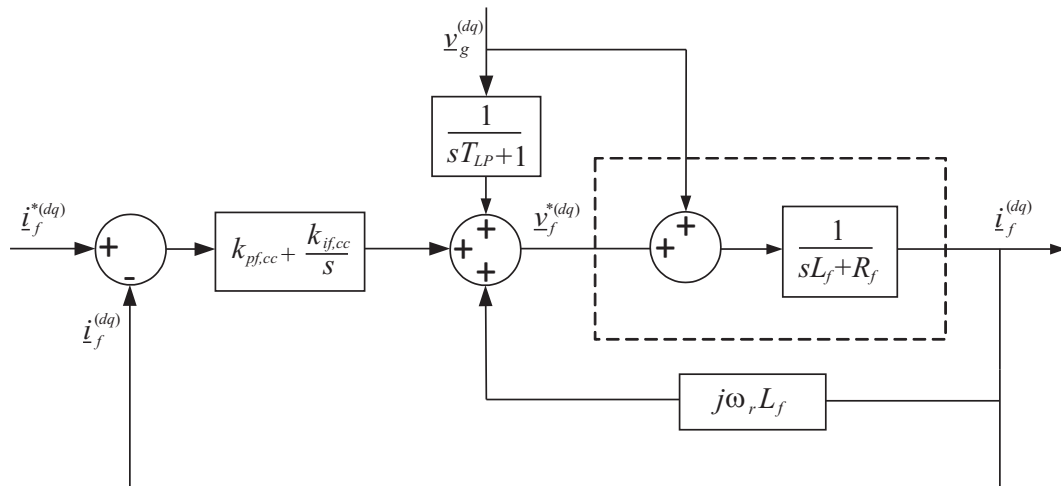 v_g^(dq)
1
sT_LP+1
i_f^*(dq)
+
-
k_pf,cc + k_if,cc
s
+
+
+
v_f^*(dq)
+
+
1
sL_f+R_f
i_f^(dq)
i_f^(dq)
jω_r L_f